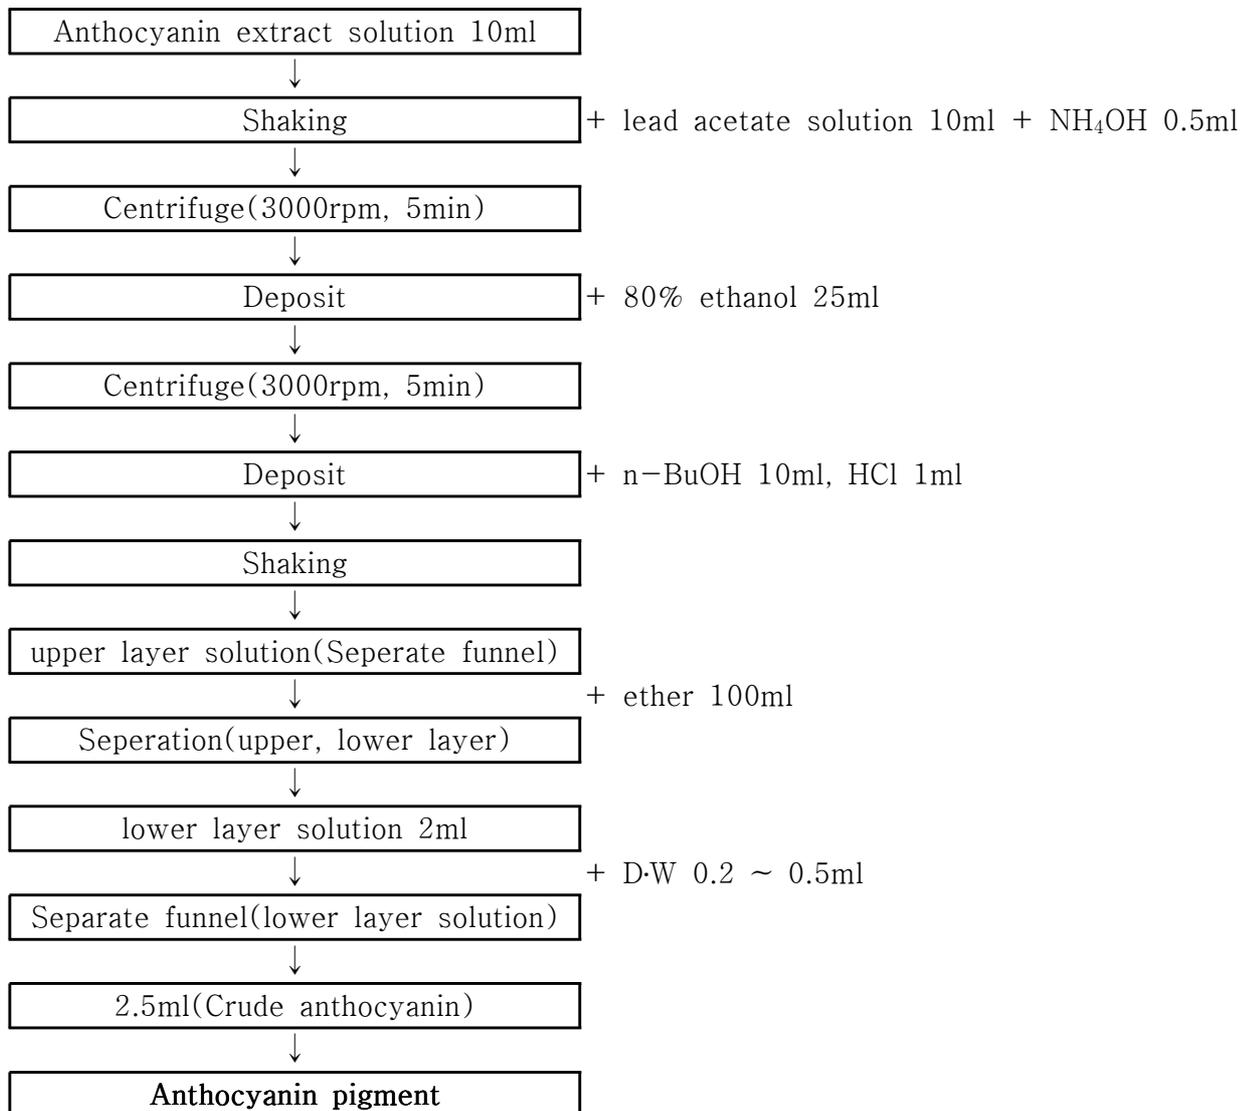 Anthocyanin extract solution 10ml
↓
Shaking + lead acetate solution 10ml + NH₄OH 0.5ml
↓
Centrifuge(3000rpm, 5min)
↓
Deposit + 80% ethanol 25ml
↓
Centrifuge(3000rpm, 5min)
↓
Deposit + n-BuOH 10ml, HCl 1ml
↓
Shaking
↓
upper layer solution(Seperate funnel)
↓ + ether 100ml
Seperation(upper, lower layer)
↓
lower layer solution 2ml
↓ + D·W 0.2 ~ 0.5ml
Separate funnel(lower layer solution)
↓
2.5ml(Crude anthocyanin)
↓
Anthocyanin pigment